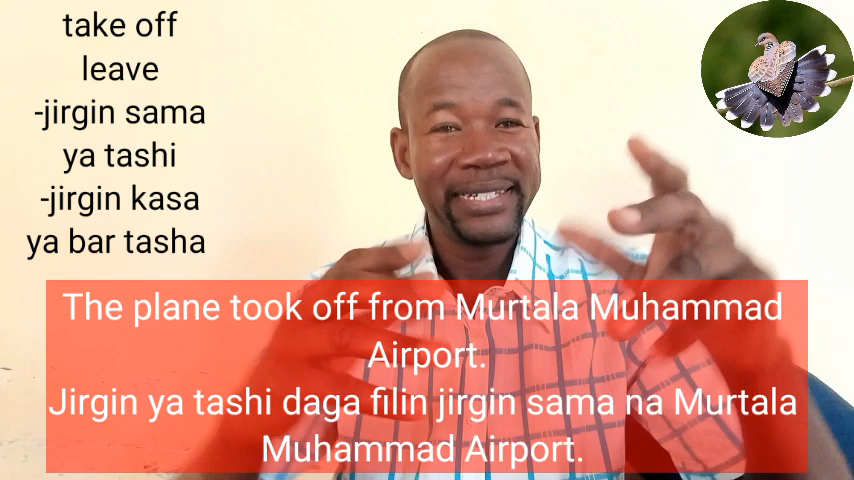 take off
leave
-jirgin sama
ya tashi
-jirgin kasa
ya bar tasha
The plane took off from Murtala Muhammad
Airport.
Jirgin ya tashi daga filin jirgin sama na Murtala
Muhammad Airport.